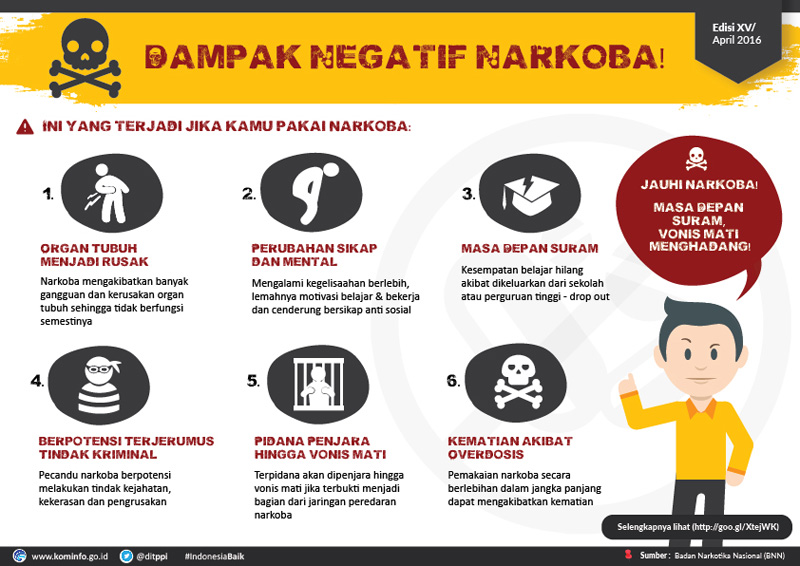 Edisi XV/
April 2016
DAMPAK NEGATIF NARKOBA!
INI YANG TERJADI JIKA KAMU PAKAI NARKOBA:
1.
ORGAN TUBUH
MENJADI RUSAK
Narkoba mengakibatkan banyak
gangguan dan kerusakan organ
tubuh sehingga tidak berfungsi
semestinya
2.
PERUBAHAN SIKAP
DAN MENTAL
Mengalami kegelisaahan berlebih,
lemahnya motivasi belajar & bekerja
dan cenderung bersikap anti sosial
3.
MASA DEPAN SURAM
Kesempatan belajar hilang
akibat dikeluarkan dari sekolah
atau perguruan tinggi - drop out
JAUHI NARKOBA!
MASA DEPAN
SURAM,
VONIS MATI
MENGHADANG!
4.
BERPOTENSI TERJERUMUS
TINDAK KRIMINAL
Pecandu narkoba berpotensi
melakukan tindak kejahatan,
kekerasan dan pengrusakan
5.
PIDANA PENJARA
HINGGA VONIS MATI
Terpidana akan dipenjara hingga
vonis mati jika terbukti menjadi
bagian dari jaringan peredaran
narkoba
6.
KEMATIAN AKIBAT
OVERDOSIS
Pemakaian narkoba secara
berlebihan dalam jangka panjang
dapat mengakibatkan kematian
Selengkapnya lihat (http://goo.gl/XtejWK)
www.kominfo.go.id
@ditppi
#IndonesiaBaik
Sumber: Badan Narkotika Nasional (BNN)